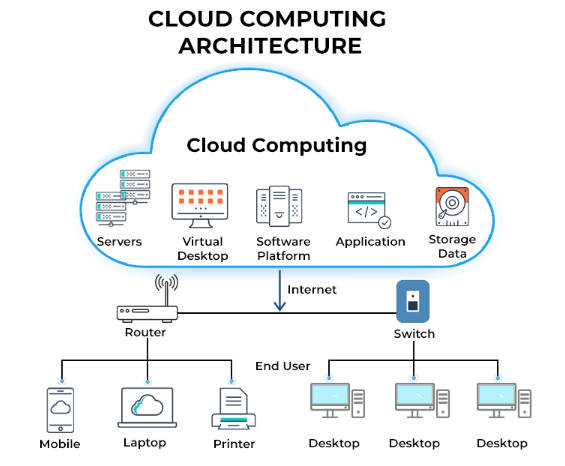 CLOUD COMPUTING
ARCHITECTURE
Cloud Computing
Servers
Virtual
Desktop
Software
Platform
</>
Application
Storage
Data
Internet
Router
Switch
End User
Mobile
Laptop
Printer
Desktop
Desktop
Desktop